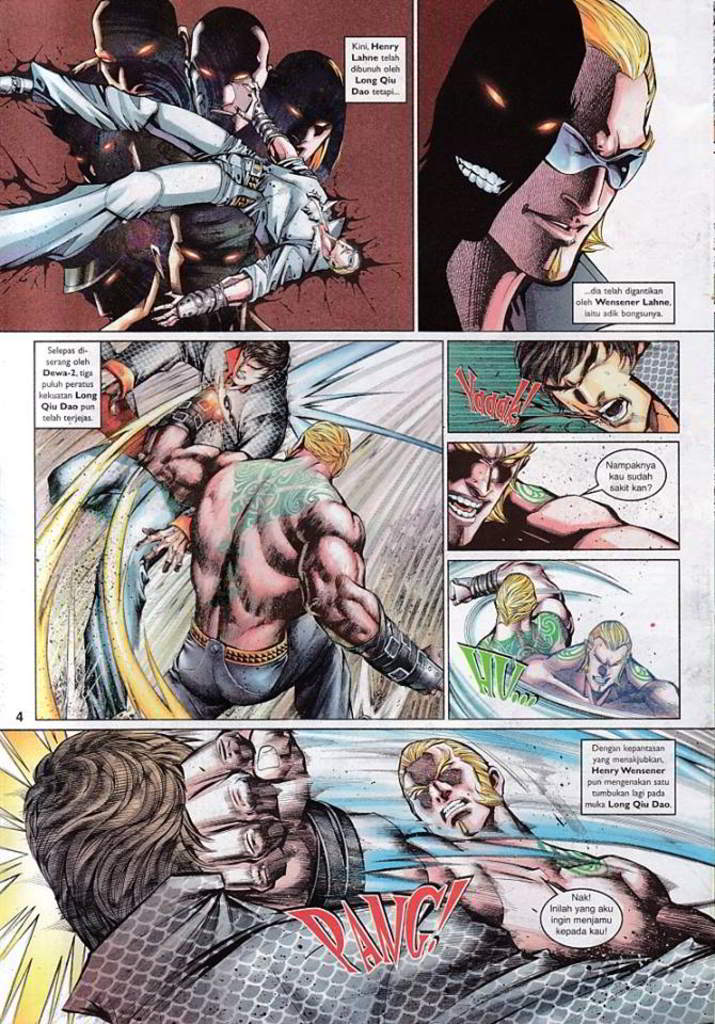 Kini, Henry
Lahne telah
dibunuh oleh
Long Qiu
Dao tetapi...
...dia telah digantikan
oleh Wensener Lahne,
iaitu adik bongsunya.
Selepas di-
serang oleh
Dewa-2, tiga
puluh peratus
kekuatan Long
Qiu Dao pun
telah terjejas.
Yaaak!!
Nampaknya
kau sudah
sakit kan?
HU...
4
Dengan kepantasan
yang menakjubkan,
Henry Wensener
pun mengenakan satu
tumbukan lagi pada
muka Long Qiu Dao.
Nak!
Inilah yang aku
ingin menjamu
kepada kau!
PANG!